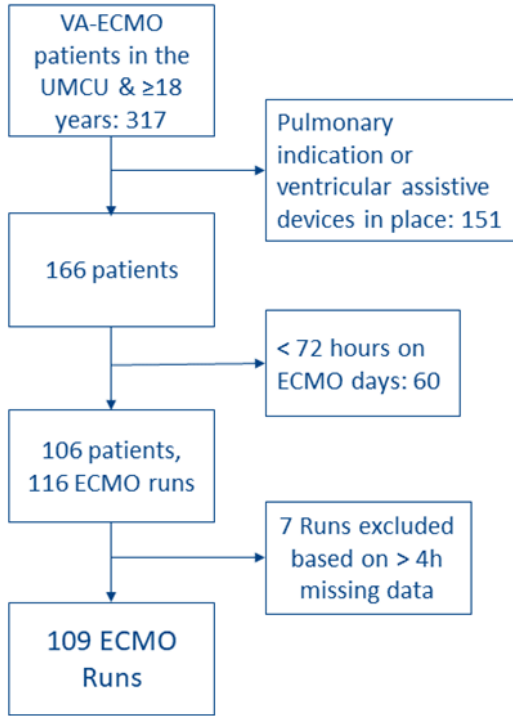 VA-ECMO
patients in the
UMCU & ≥18
years: 317
Pulmonary
indication or
ventricular assistive
devices in place: 151
166 patients
< 72 hours on
ECMO days: 60
106 patients,
116 ECMO runs
7 Runs excluded
based on > 4h
missing data
109 ECMO
Runs